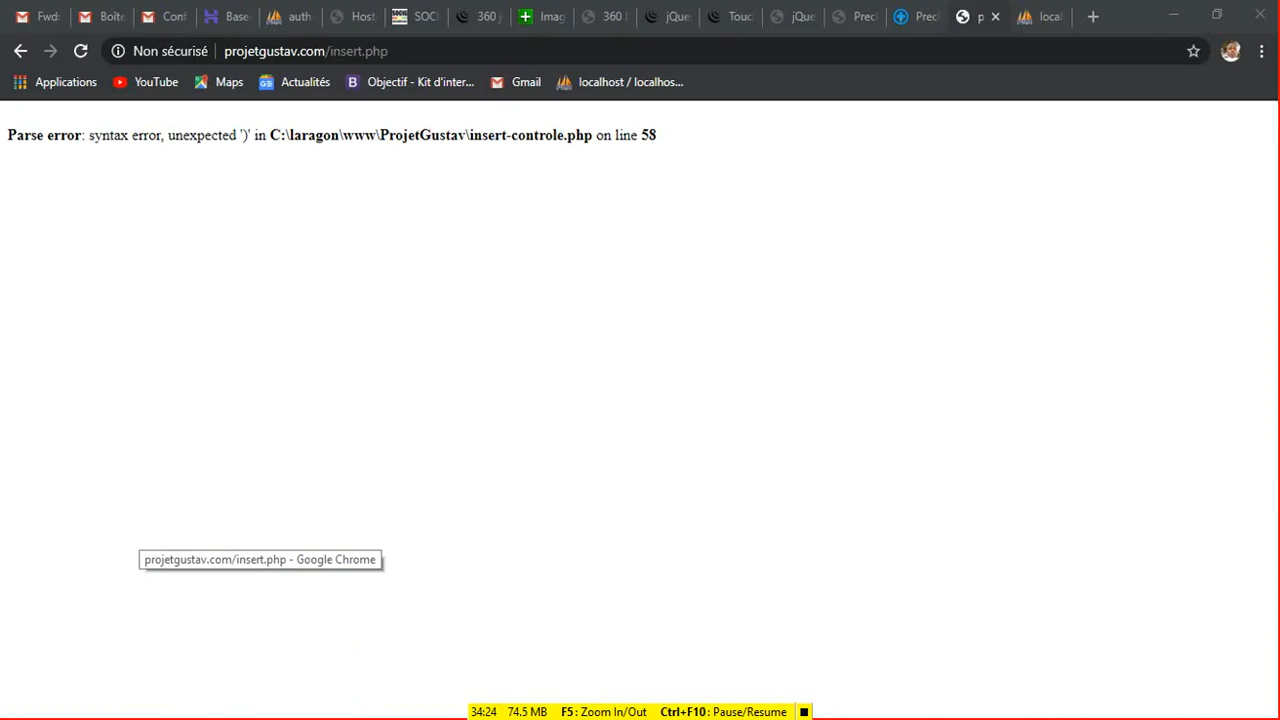 Fwd: Boîte Conf Base auth Host SOCI 360 j Imag 360 I jQue Touc jQue Prec Prec p local
Non sécurisé projetgustav.com/insert.php
Applications YouTube Maps Actualités Objectif - Kit d'inter... Gmail localhost / localhos...
Parse error: syntax error, unexpected ')' in C:\laragon\www\ProjetGustav\insert-controle.php on line 58
projetgustav.com/insert.php - Google Chrome
34:24 74.5 MB F5: Zoom In/Out Ctrl+F10: Pause/Resume